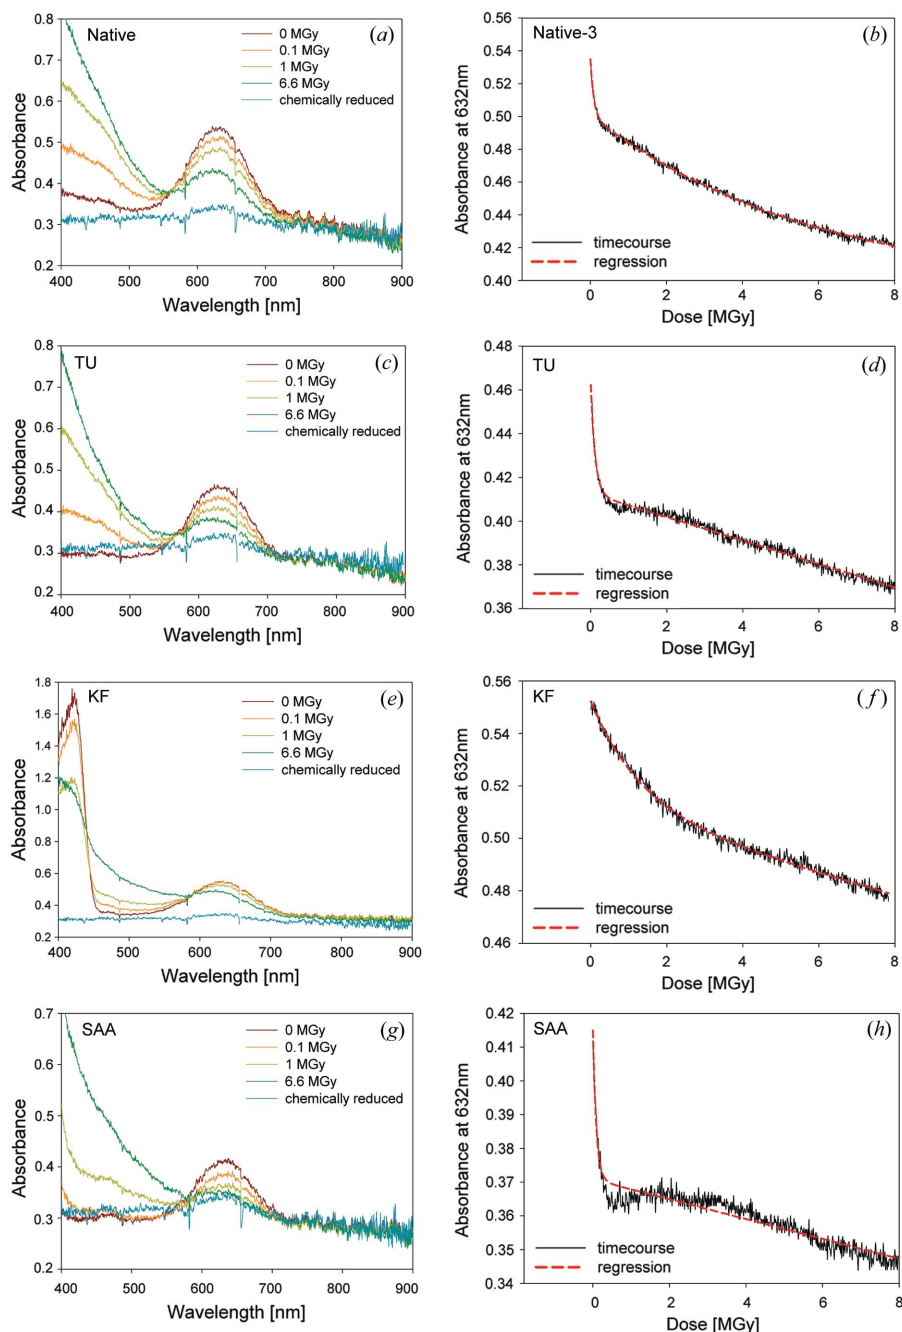 Native
(a)
0 MGy
0.1 MGy
1 MGy
6.6 MGy
chemically reduced
0.8
0.7
0.6
0.5
0.4
0.3
0.2
Absorbance
400 500 600 700 800 900
Wavelength [nm]
Native-3
(b)
0.56
0.54
0.52
0.50
0.48
0.46
0.44
0.42
0.40
Absorbance at 632nm
timecourse
regression
0 2 4 6 8
Dose [MGy]
TU
(c)
0 MGy
0.1 MGy
1 MGy
6.6 MGy
chemically reduced
0.8
0.7
0.6
0.5
0.4
0.3
0.2
Absorbance
400 500 600 700 800 900
Wavelength [nm]
TU
(d)
0.48
0.46
0.44
0.42
0.40
0.38
0.36
Absorbance at 632nm
timecourse
regression
0 2 4 6 8
Dose [MGy]
KF
(e)
0 MGy
0.1 MGy
1 MGy
6.6 MGy
chemically reduced
1.8
1.6
1.4
1.2
1.0
0.8
0.6
0.4
0.2
Absorbance
400 500 600 700 800 900
Wavelength [nm]
KF
(f)
0.56
0.54
0.52
0.50
0.48
0.46
Absorbance at 632nm
timecourse
regression
0 2 4 6 8
Dose [MGy]
SAA
(g)
0 MGy
0.1 MGy
1 MGy
6.6 MGy
chemically reduced
0.7
0.6
0.5
0.4
0.3
0.2
Absorbance
400 500 600 700 800 900
Wavelength [nm]
SAA
(h)
0.42
0.41
0.40
0.39
0.38
0.37
0.36
0.35
0.34
Absorbance at 632nm
timecourse
regression
0 2 4 6 8
Dose [MGy]